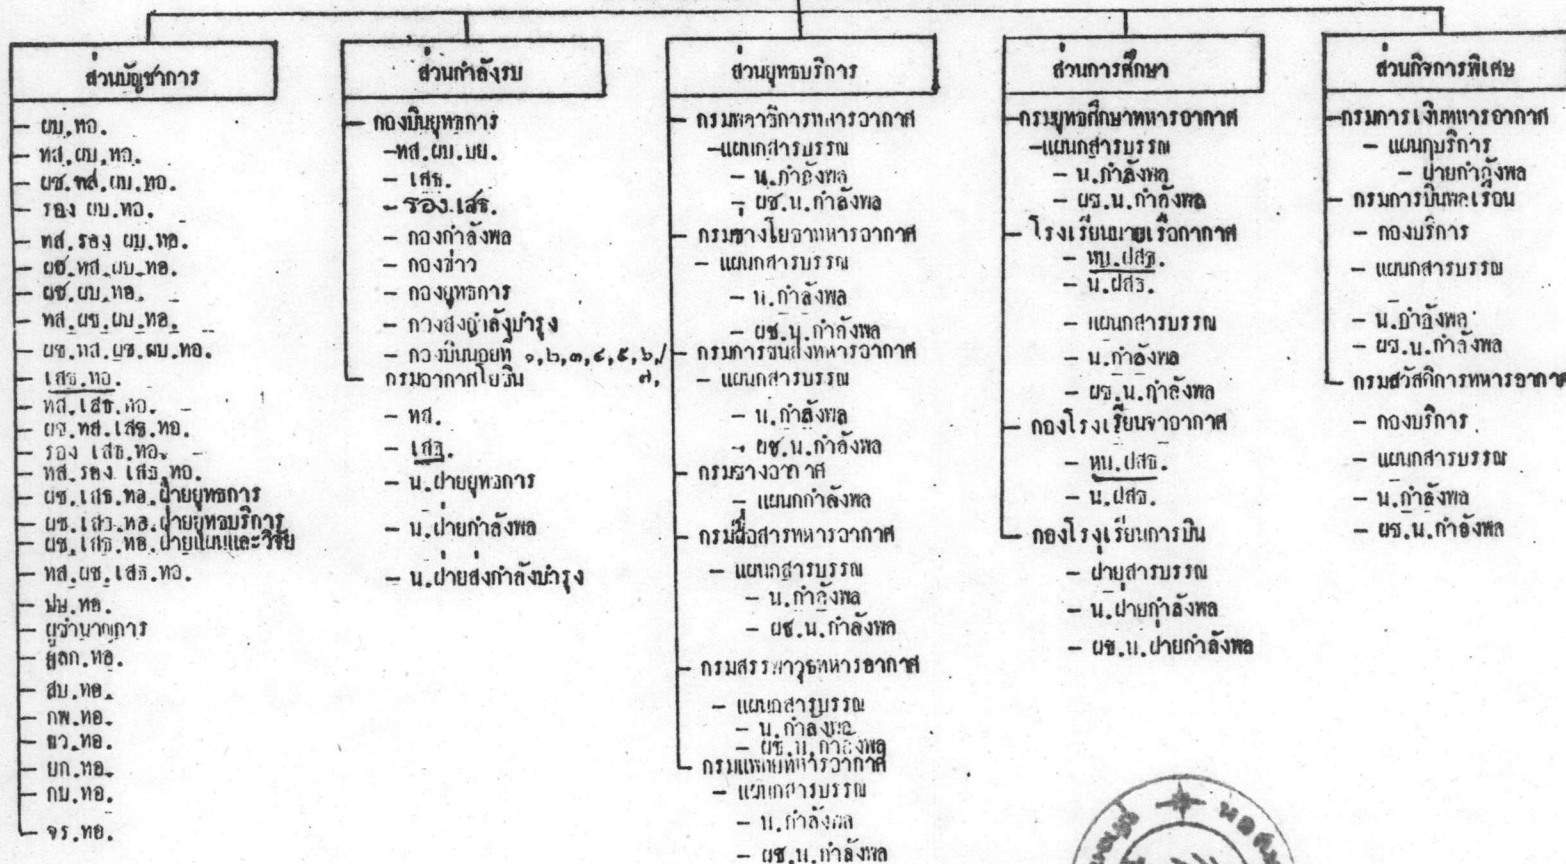 ส่วนบัญชาการ
- ผบ.ทอ.
- ทส.ผบ.ทอ.
- ผช.ทส.ผบ.ทอ.
- รอง ผบ.ทอ.
- ทส.รอง ผบ.ทอ.
- ผช.ทส.ผบ.ทอ.
- ผช.ผบ.ทอ.
- ทส.ผช.ผบ.ทอ.
- ผช.ทส.ผช.ผบ.ทอ.
- เสธ.ทอ.
- ทส.เสธ.ทอ.
- ผช.ทส.เสธ.ทอ.
- รอง เสธ.ทอ.
- ทส.รอง เสธ.ทอ.
- ผช.เสธ.ทอ.ฝ่ายยุทธการ
- ผช.เสธ.ทอ.ฝ่ายยุทธบริการ
- ผช.เสธ.ทอ.ฝ่ายแผนและวิจัย
- ทส.ผช.เสธ.ทอ.
- ทอ.
- ผู้ชำนาญการ
- สลก.ทอ.
- สบ.ทอ.
- กพ.ทอ.
- ขว.ทอ.
- ยก.ทอ.
- กบ.ทอ.
- จร.ทอ.
ส่วนกำลังรบ
- กองบินยุทธการ
- ทส.ผบ.บย.
- เสธ.
- รอง.เสธ.
- กองกำลังพล
- กองข่าว
- กองยุทธการ
- กองส่งกำลังบำรุง
- กองบินน้อยที่ ๑,๒,๓,๔,๕,๖,/
๗,
กรมอากาศโยธิน
- ทส.
- เสธ.
- น.ฝ่ายยุทธการ
- น.ฝ่ายกำลังพล
- น.ฝ่ายส่งกำลังบำรุง
ส่วนยุทธบริการ
- กรมพลาธิการทหารอากาศ
- แผนกสารบรรณ
- น.กำลังพล
- ผช.น.กำลังพล
กรมช่างโยธาทหารอากาศ
- แผนกสารบรรณ
- น.กำลังพล
- ผช.น.กำลังพล
กรมการขนส่งทหารอากาศ
- แผนกสารบรรณ
- น.กำลังพล
- ผช.น.กำลังพล
กรมช่างอากาศ
- แผนกกำลังพล
กรมสื่อสารทหารอากาศ
- แผนกสารบรรณ
- น.กำลังพล
- ผช.น.กำลังพล
- กรมสรรพาวุธทหารอากาศ
- แผนกสารบรรณ
- น.กำลังพล
- ผช.น.กำลังพล
กรมแพทย์ทหารอากาศ
- แผนกสารบรรณ
- น.กำลังพล
- ผช.น.กำลังพล
ส่วนการศึกษา
- กรมยุทธศึกษาทหารอากาศ
- แผนกสารบรรณ
- น.กำลังพล
- ผช.น.กำลังพล
- โรงเรียนนายเรืออากาศ
- หน.ฝสธ.
- น.ฝสธ.
- แผนกสารบรรณ
- น.กำลังพล
- ผช.น.กำลังพล
- กองโรงเรียนจ่าอากาศ
- หน.ฝสธ.
- น.ฝสธ.
- กองโรงเรียนการบิน
- ฝ่ายสารบรรณ
- น.ฝ่ายกำลังพล
- ผช.น.ฝ่ายกำลังพล
ส่วนกิจการพิเศษ
- กรมการเงินทหารอากาศ
- แผนกบริการ
- ฝ่ายกำลังพล
- กรมการบินพลเรือน
- กองบริการ
- แผนกสารบรรณ
- น.กำลังพล
- ผช.น.กำลังพล
- กรมสวัสดิการทหารอากาศ
- กองบริการ
- แผนกสารบรรณ
- น.กำลังพล
- ผช.น.กำลังพล